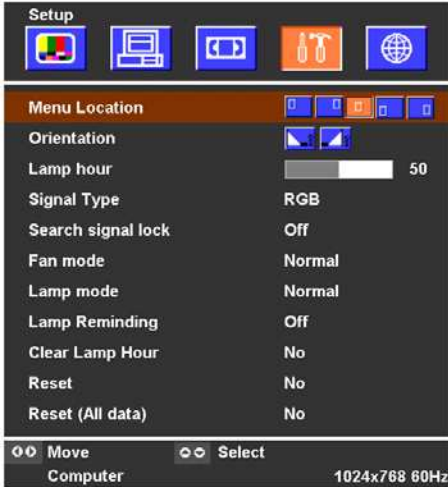 Setup
Menu Location
Orientation
Lamp hour 50
Signal Type RGB
Search signal lock Off
Fan mode Normal
Lamp mode Normal
Lamp Reminding Off
Clear Lamp Hour No
Reset No
Reset (All data) No
Move Select
Computer 1024x768 60Hz